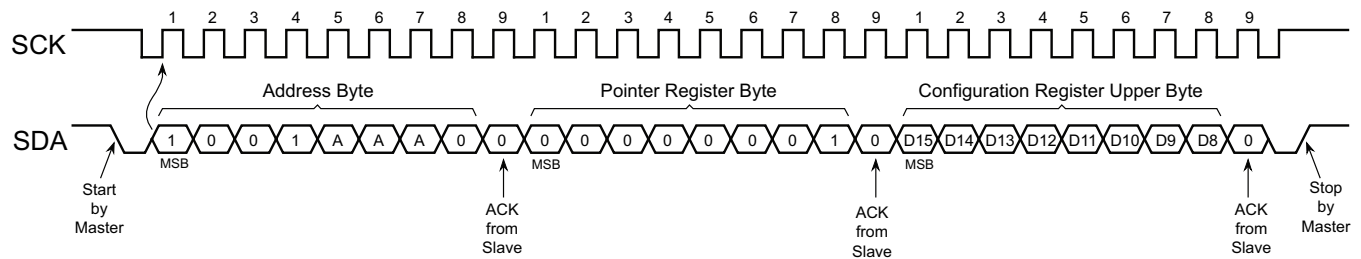 1 2 3 4 5 6 7 8 9 1 2 3 4 5 6 7 8 9 1 2 3 4 5 6 7 8 9
SCK
Address Byte Pointer Register Byte Configuration Register Upper Byte
SDA 1 0 0 1 A A A 0 0 0 0 0 0 0 0 0 1 0 D15 D14 D13 D12 D11 D10 D9 D8 0
MSB MSB MSB
Start
by
Master
ACK
from
Slave
ACK
from
Slave
ACK
from
Slave
Stop
by
Master